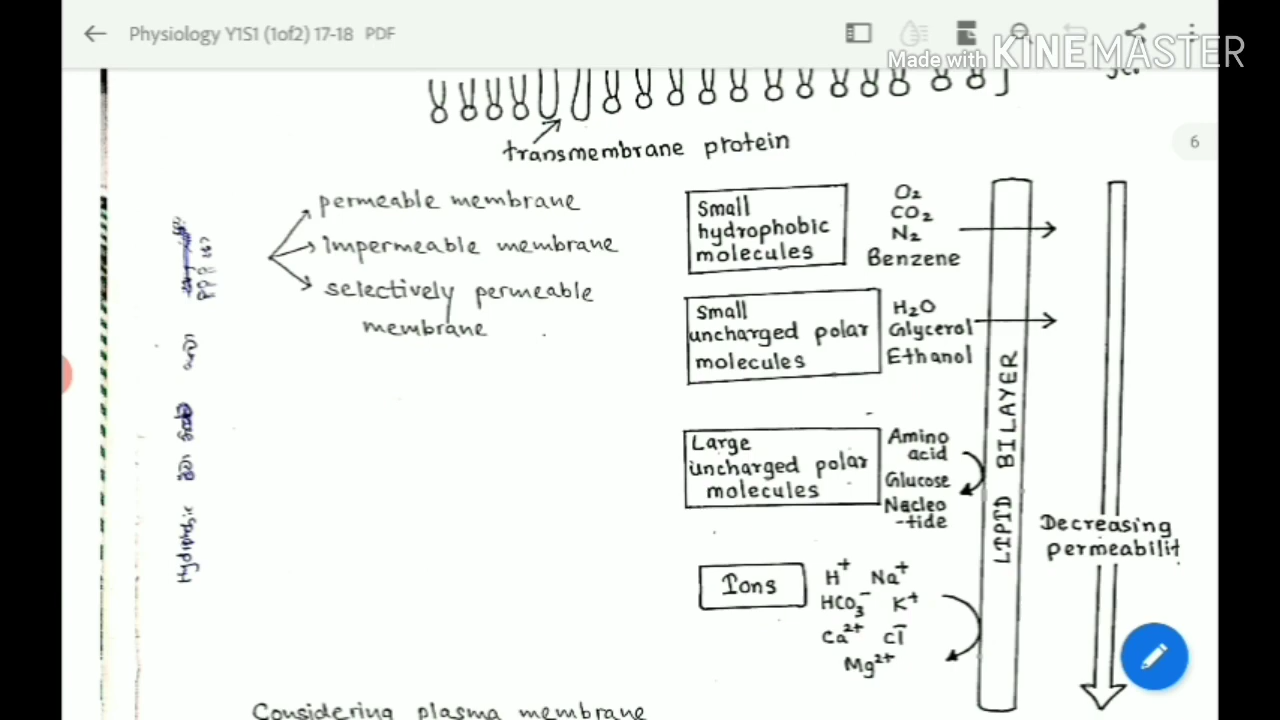 Physiology Y1S1 (1of2) 17-18 PDF
Made with KINEMASTER
6
transmembrane protein
permeable membrane
Impermeable membrane
selectively permeable
membrane
Small
hydrophobic
molecules
O₂
CO₂
N₂
Benzene
Small
uncharged polar
molecules
H₂O
Glycerol
Ethanol
Large
uncharged polar
molecules
Amino
acid
Glucose
Nucleo
-tide
Ions
H⁺ Na⁺
HCO₃⁻ K⁺
Ca²⁺ Cl⁻
Mg²⁺
LIPID BILAYER
Decreasing
permeabilit
Considering plasma membrane